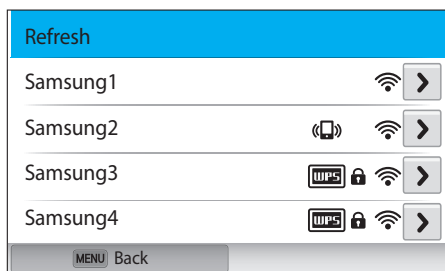 Refresh
Samsung1
Samsung2
Samsung3 WPS
Samsung4 WPS
MENU Back